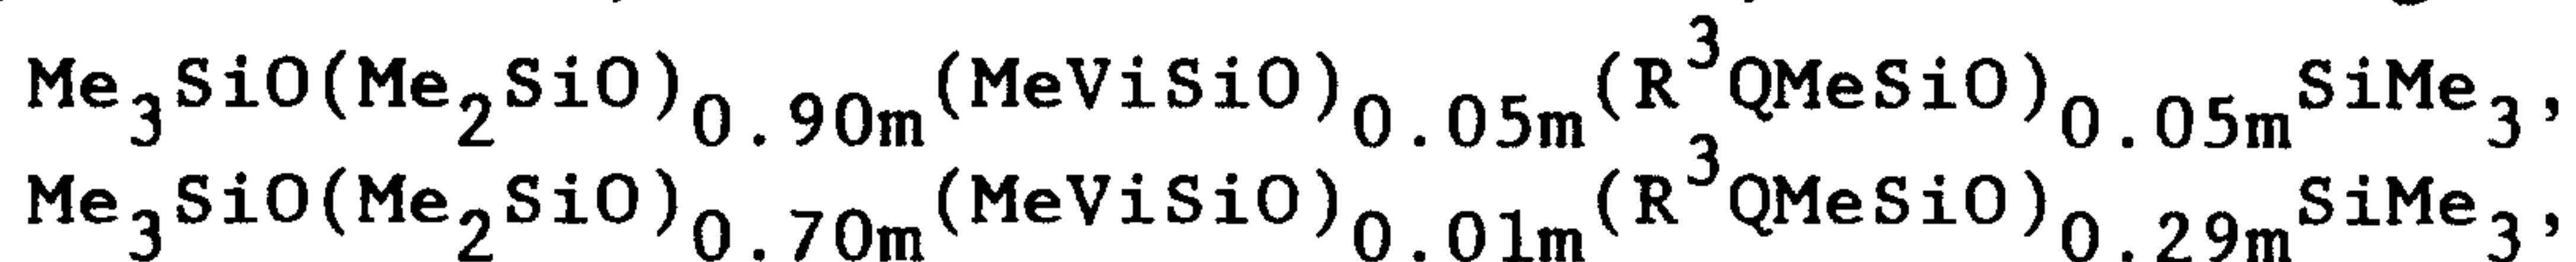 Me₃SiO(Me₂SiO)₀.₉₀ₘ(MeViSiO)₀.₀₅ₘ(R³QMeSiO)₀.₀₅ₘSiMe₃,
Me₃SiO(Me₂SiO)₀.₇₀ₘ(MeViSiO)₀.₀₁ₘ(R³QMeSiO)₀.₂₉ₘSiMe₃,